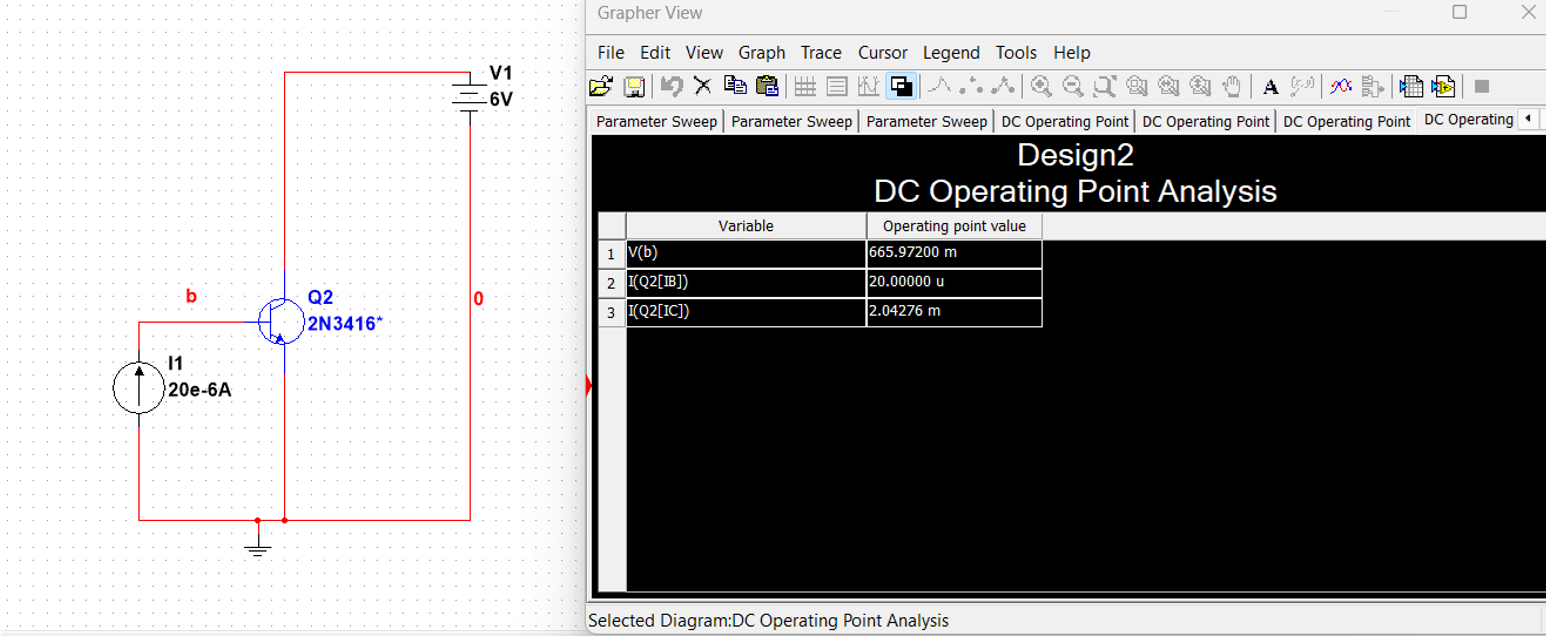 V1
6V
b
Q2
2N3416*
0
I1
20e-6A
Grapher View
File Edit View Graph Trace Cursor Legend Tools Help
A
Parameter Sweep Parameter Sweep Parameter Sweep DC Operating Point DC Operating Point DC Operating Point DC Operating
Design2
DC Operating Point Analysis
Variable Operating point value
1 V(b) 665.97200 m
2 I(Q2[IB]) 20.00000 u
3 I(Q2[IC]) 2.04276 m
Selected Diagram:DC Operating Point Analysis